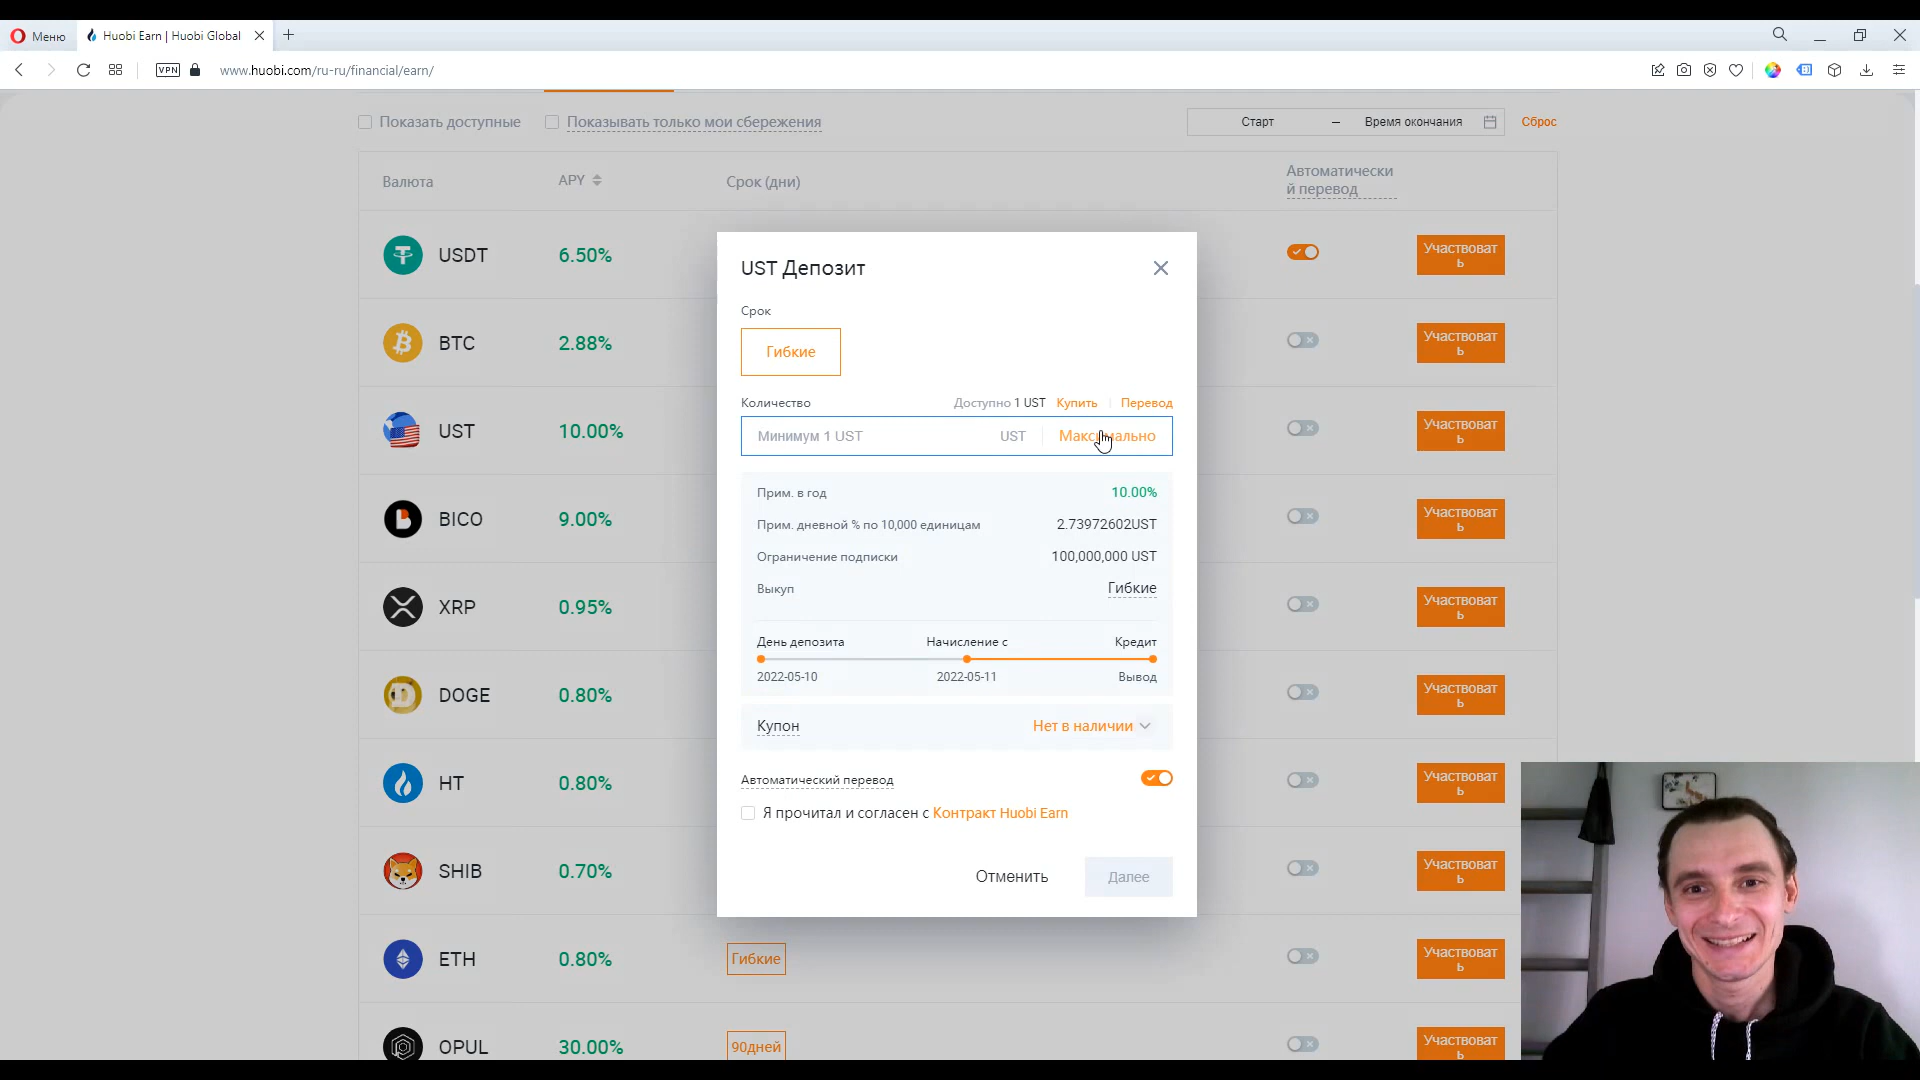 Меню
Huobi Earn | Huobi Global
VPN
www.huobi.com/ru-ru/financial/earn/
Показать доступные
Показывать только мои сбережения
Старт – Время окончания
Сброс
Валюта
APY
Срок (дни)
Автоматически
й перевод
USDT 6.50%
Участвоват
ь
BTC 2.88%
Участвоват
ь
UST 10.00%
Участвоват
ь
BICO 9.00%
Участвоват
ь
XRP 0.95%
Участвоват
ь
DOGE 0.80%
Участвоват
ь
HT 0.80%
Участвоват
ь
SHIB 0.70%
Участвоват
ь
ETH 0.80% Гибкие
Участвоват
ь
OPUL 30.00% 90дней
Участвоват
ь
UST Депозит
Срок
Гибкие
Количество
Доступно 1 UST Купить | Перевод
Минимум 1 UST UST Максимально
Прим. в год 10.00%
Прим. дневной % по 10,000 единицам 2.73972602UST
Ограничение подписки 100,000,000 UST
Выкуп Гибкие
День депозита Начисление с Кредит
2022-05-10 2022-05-11 Вывод
Купон Нет в наличии
Автоматический перевод
Я прочитал и согласен с Контракт Huobi Earn
Отменить Далее